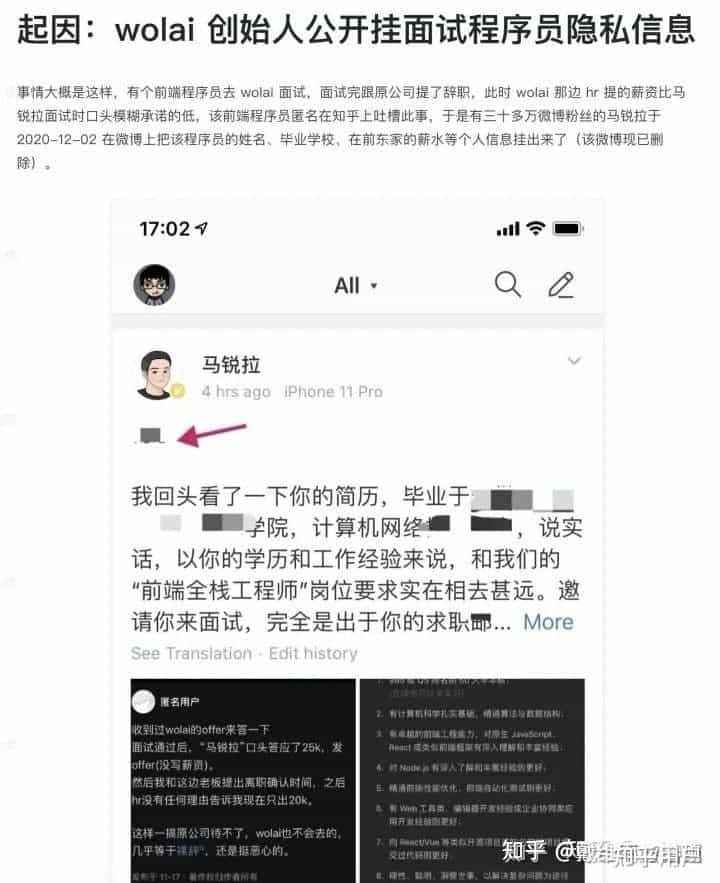 起因：wolai 创始人公开挂面试程序员隐私信息
事情大概是这样，有个前端程序员去 wolai 面试，面试完跟原公司提了辞职，此时 wolai 那边 hr 提的薪资比马
锐拉面试时口头模糊承诺的低，该前端程序员匿名在知乎上吐槽此事，于是有三十多万微博粉丝的马锐拉于
2020-12-02 在微博上把该程序员的姓名、毕业学校、在前东家的薪水等个人信息挂出来了（该微博现已删
除）。
17:02
All
马锐拉
4 hrs ago iPhone 11 Pro
我回头看了一下你的简历，毕业于
学院，计算机网络 ，说实
话，以你的学历和工作经验来说，和我们的
“前端全栈工程师”岗位要求实在相去甚远。邀
请你来面试，完全是出于你的求职... More
See Translation · Edit history
匿名用户
收到过wolai的offer来答一下
面试通过后，“马锐拉”口头答应了25k，发
offer(没写薪资)。
然后我和这边老板提出离职确认时间，之后
hr没有任何理由告诉我现在只出20k。
这样一搞原公司待不了，wolai也不会去的，
几乎等于裸辞，还是挺恶心的。
发布于 11-17 · 著作权归作者所有
2. 有计算机科学扎实基础，精通算法与数据结构；
3. 有卓越的前端工程能力，对原生 JavaScript、
React 或类似前端框架有深入理解和丰富经验；
4. 对 Node.js 有深入了解和丰富经验则更好；
5. 精通前端性能优化，前端自动化测试则更好；
6. 有 Web 工具类、编辑器开发经验或企业协同类应
用开发经验则更好；
7. 向 React/Vue 等类似开源项目
交过代码则更好；
8. 理性、聪明、洞察世事，以解决复杂问题为途径
知乎
知乎用户